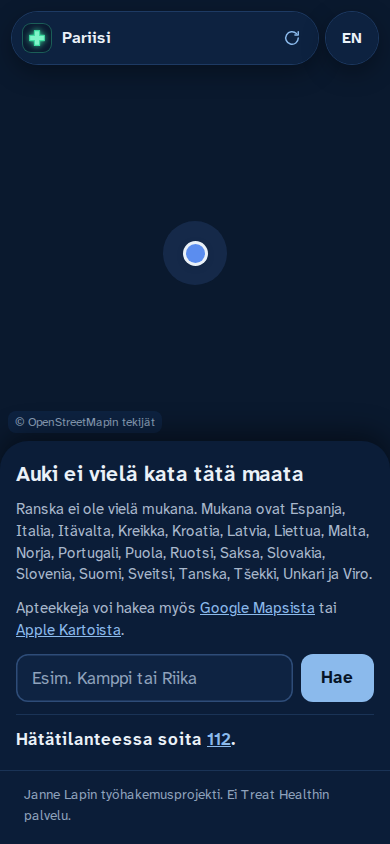 Pariisi
EN
© OpenStreetMapin tekijät
Auki ei vielä kata tätä maata
Ranska ei ole vielä mukana. Mukana ovat Espanja,
Italia, Itävalta, Kreikka, Kroatia, Latvia, Liettua, Malta,
Norja, Portugali, Puola, Ruotsi, Saksa, Slovakia,
Slovenia, Suomi, Sveitsi, Tanska, Tšekki, Unkari ja Viro.
Apteekkeja voi hakea myös Google Mapsista tai
Apple Kartoista.
Esim. Kamppi tai Riika
Hae
Hätätilanteessa soita 112.
Janne Lapin työhakemusprojekti. Ei Treat Healthin
palvelu.